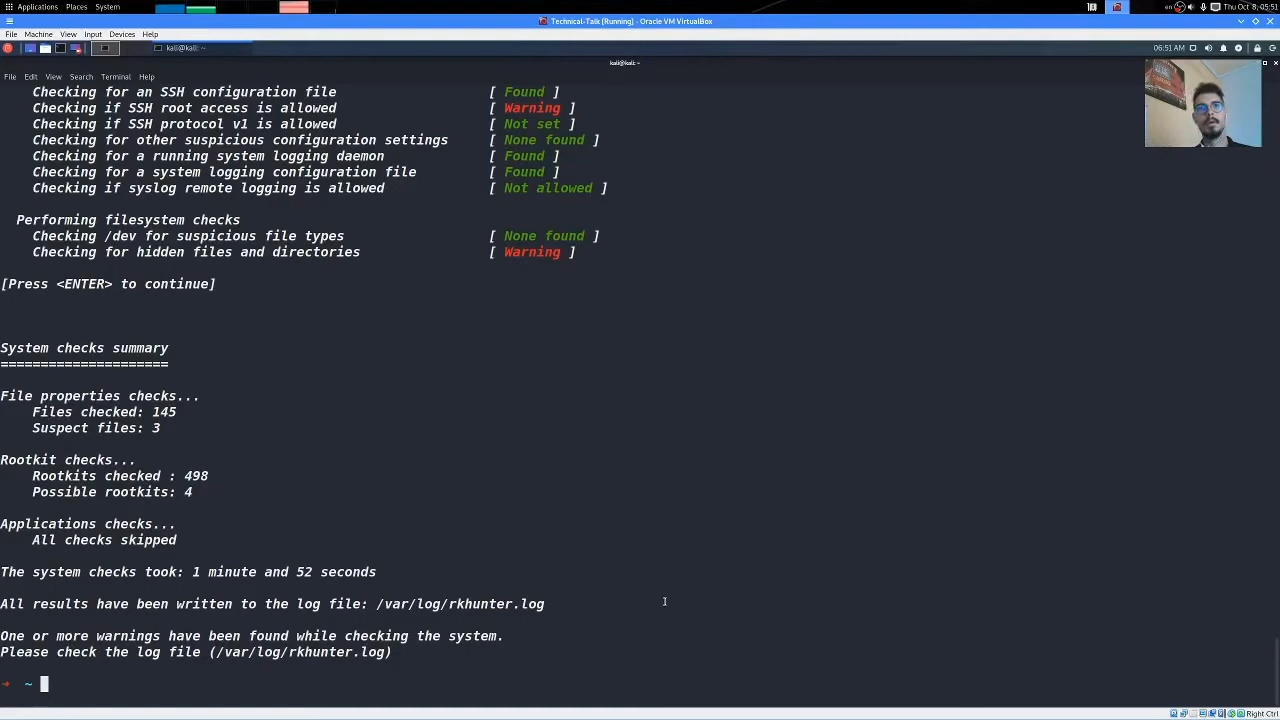 Applications Places System
en
Thu Oct 8, 05:51
Technical-Talk [Running] - Oracle VM VirtualBox
File Machine View Input Devices Help
kali@kali: ~
06:51 AM
kali@kali: ~
File Edit View Search Terminal Help
Checking for an SSH configuration file [ Found ]
Checking if SSH root access is allowed [ Warning ]
Checking if SSH protocol v1 is allowed [ Not set ]
Checking for other suspicious configuration settings [ None found ]
Checking for a running system logging daemon [ Found ]
Checking for a system logging configuration file [ Found ]
Checking if syslog remote logging is allowed [ Not allowed ]
Performing filesystem checks
Checking /dev for suspicious file types [ None found ]
Checking for hidden files and directories [ Warning ]
[Press <ENTER> to continue]
System checks summary
=====================
File properties checks...
Files checked: 145
Suspect files: 3
Rootkit checks...
Rootkits checked : 498
Possible rootkits: 4
Applications checks...
All checks skipped
The system checks took: 1 minute and 52 seconds
All results have been written to the log file: /var/log/rkhunter.log
One or more warnings have been found while checking the system.
Please check the log file (/var/log/rkhunter.log)
➜ ~
Right Ctrl